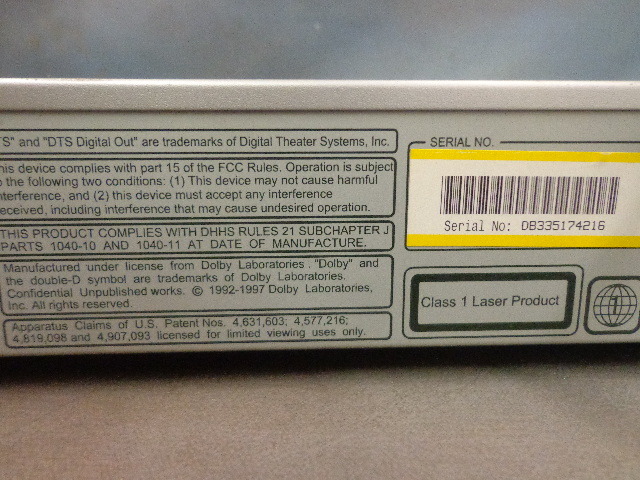 TS" and "DTS Digital Out" are trademarks of Digital Theater Systems, Inc.
his device complies with part 15 of the FCC Rules. Operation is subject
o the following two conditions: (1) This device may not cause harmful
nterference, and (2) this device must accept any interference
eceived, including interference that may cause undesired operation.
THIS PRODUCT COMPLIES WITH DHHS RULES 21 SUBCHAPTER J
PARTS 1040-10 AND 1040-11 AT DATE OF MANUFACTURE.
Manufactured under license from Dolby Laboratories . "Dolby" and
the double-D symbol are trademarks of Dolby Laboratories.
Confidential Unpublished works. © 1992-1997 Dolby Laboratories,
Inc. All rights reserved.
Apparatus Claims of U.S. Patent Nos. 4,631,603; 4,577,216;
4,819,098 and 4,907,093 licensed for limited viewing uses only.
SERIAL NO.
Serial No: DB335174216
Class 1 Laser Product
1